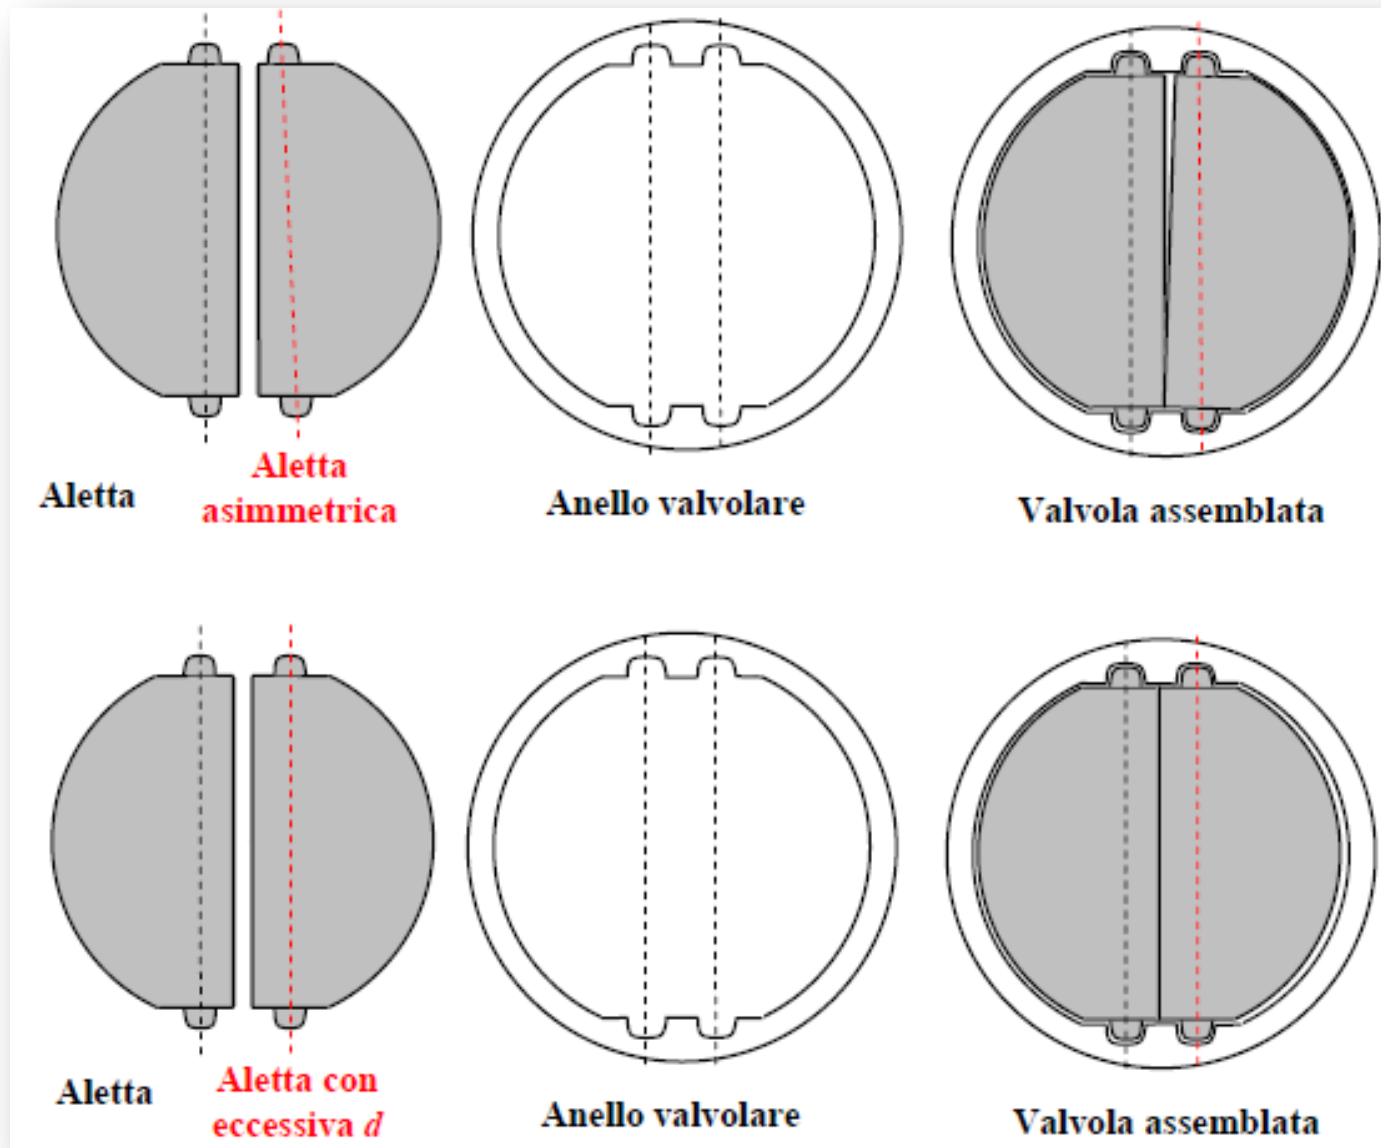 Aletta
Aletta
asimmetrica
Anello valvolare
Valvola assemblata
Aletta
Aletta con
eccessiva d
Anello valvolare
Valvola assemblata